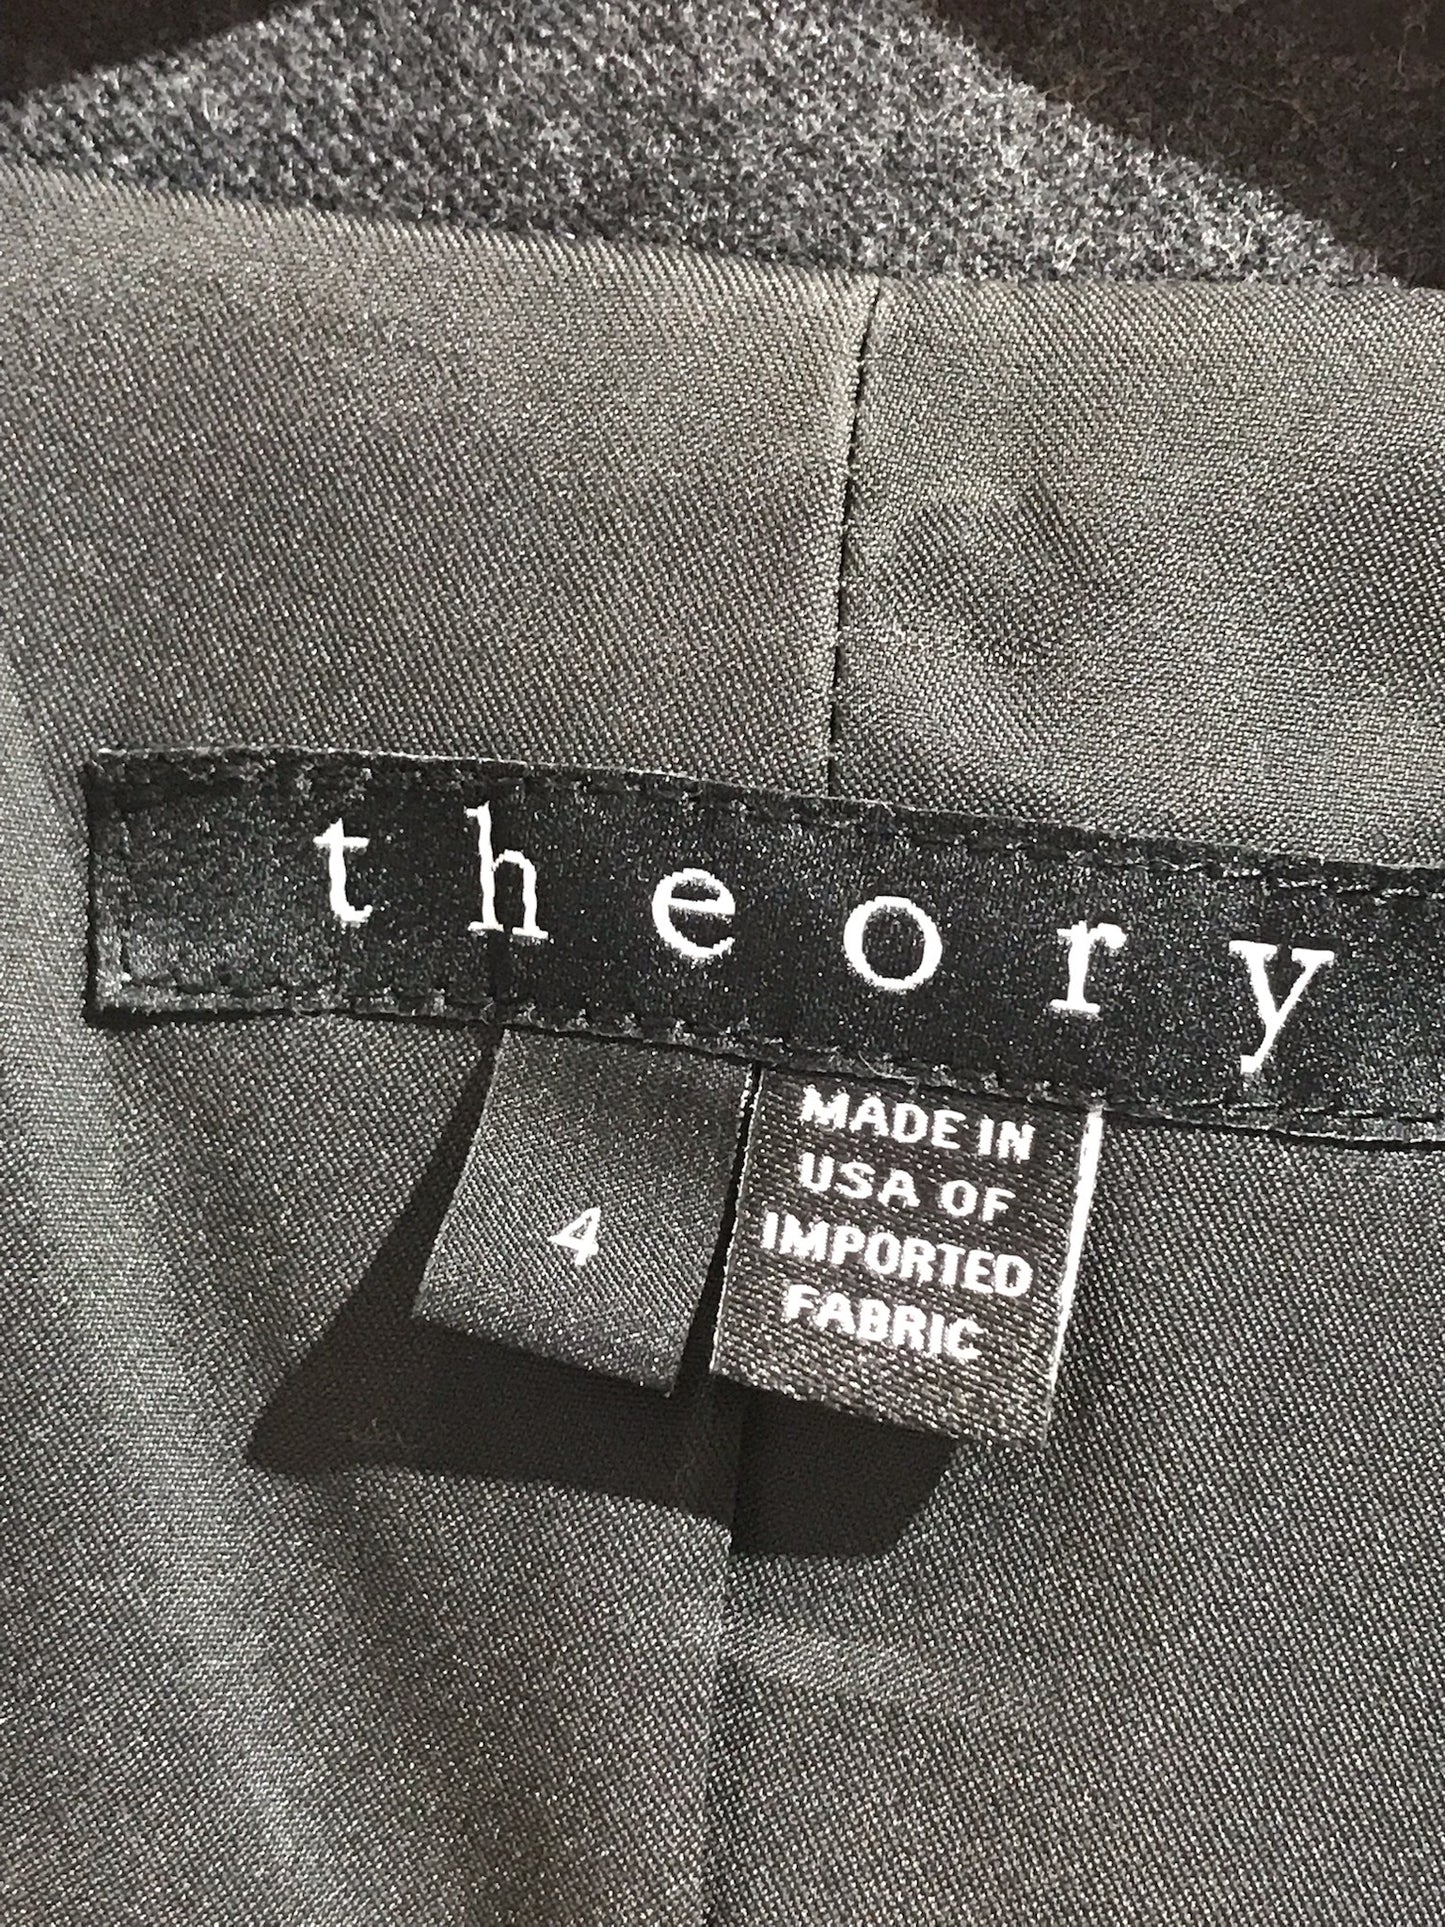 theory
4
MADE IN
USA OF
IMPORTED
FABRIC